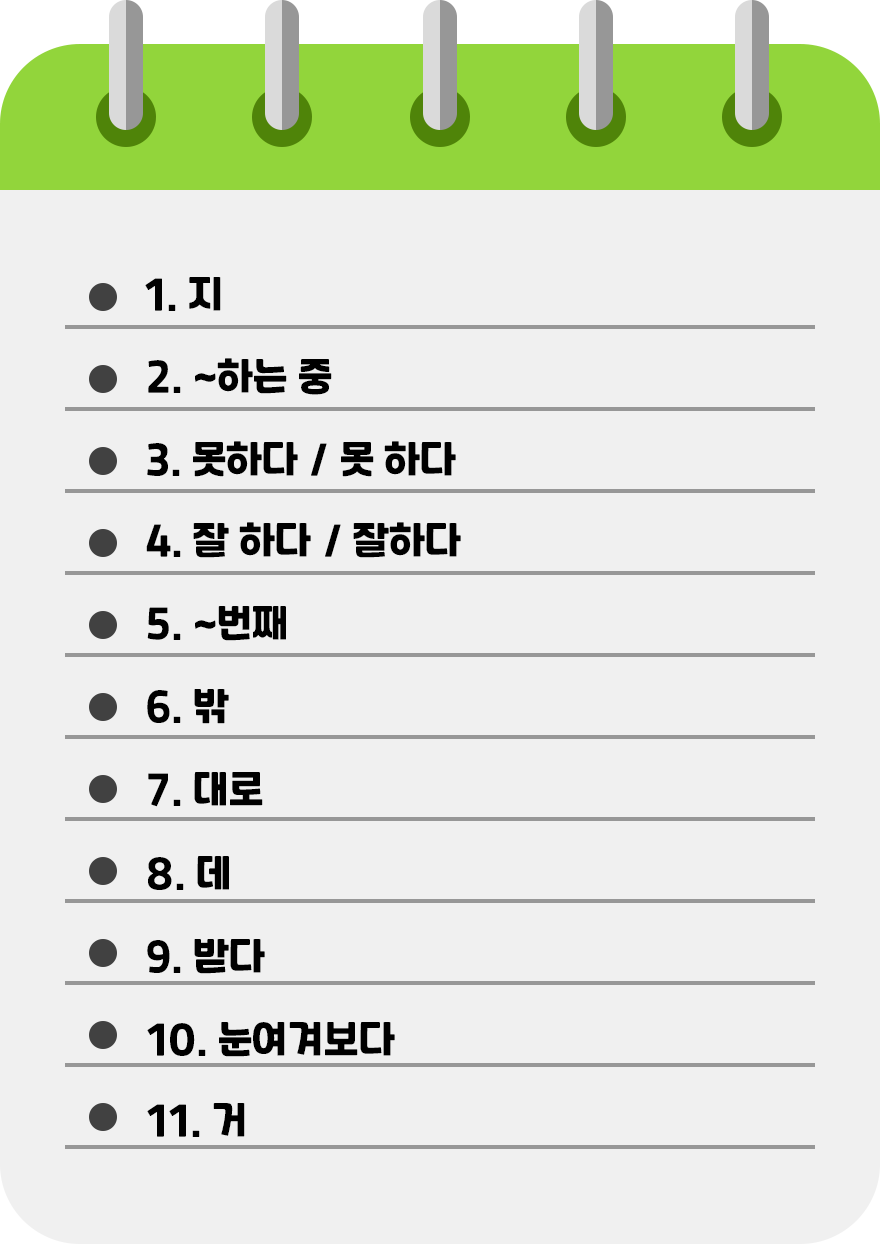 1. 지
2. ~하는 중
3. 못하다 / 못 하다
4. 잘 하다 / 잘하다
5. ~번째
6. 밖
7. 대로
8. 데
9. 받다
10. 눈여겨보다
11. 거